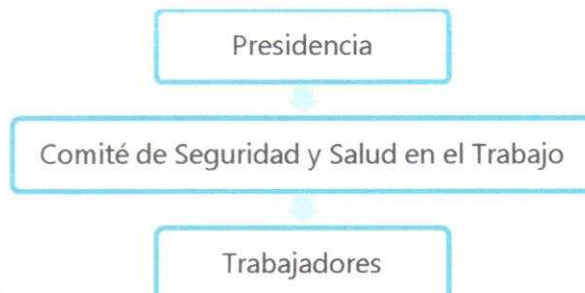 Presidencia
Comité de Seguridad y Salud en el Trabajo
Trabajadores